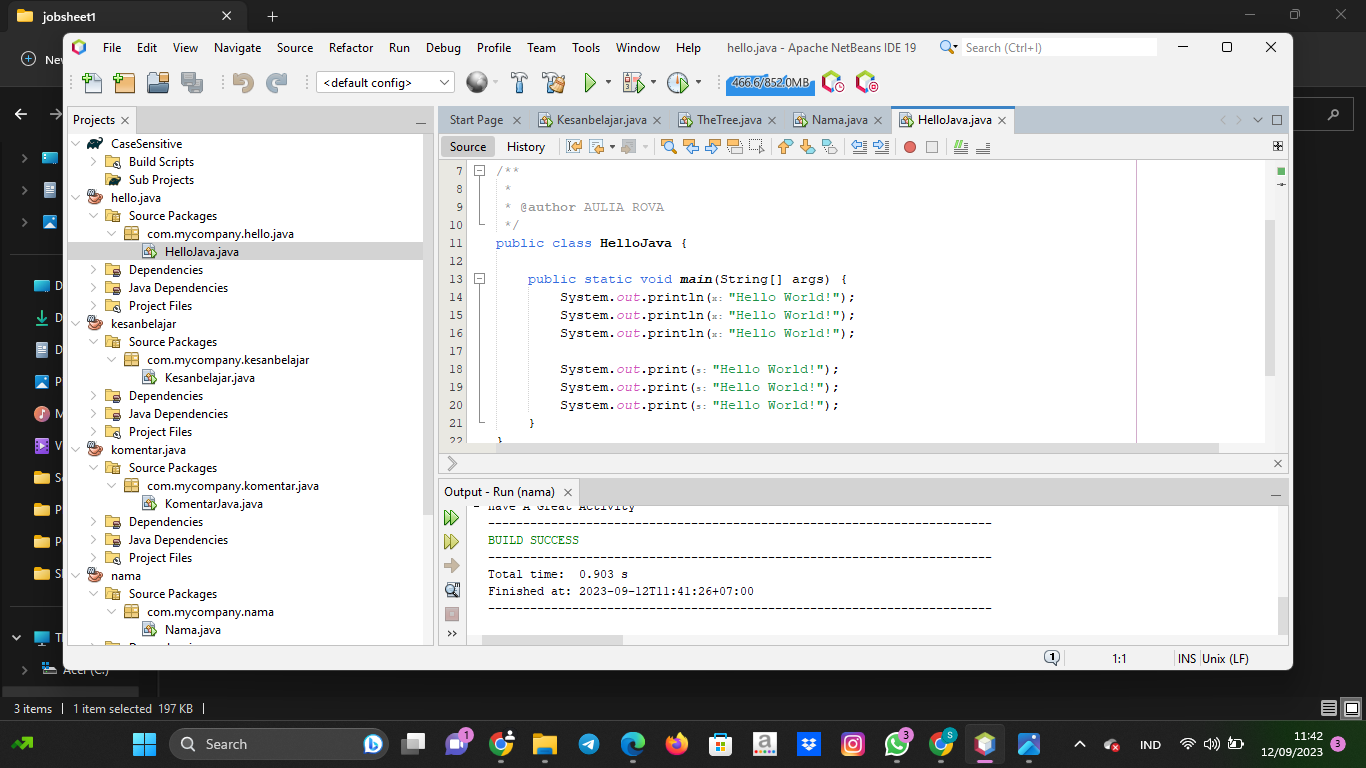 jobsheet1
File Edit View Navigate Source Refactor Run Debug Profile Team Tools Window Help hello.java - Apache NetBeans IDE 19 Search (Ctrl+I)
<default config> 466.6/852.0MB
Projects
CaseSensitive
Build Scripts
Sub Projects
hello.java
Source Packages
com.mycompany.hello.java
HelloJava.java
Dependencies
Java Dependencies
Project Files
kesanbelajar
Source Packages
com.mycompany.kesanbelajar
Kesanbelajar.java
Dependencies
Java Dependencies
Project Files
komentar.java
Source Packages
com.mycompany.komentar.java
KomentarJava.java
Dependencies
Java Dependencies
Project Files
nama
Source Packages
com.mycompany.nama
Nama.java
Start Page Kesanbelajar.java TheTree.java Nama.java HelloJava.java
Source History
7 /**
8 *
9 * @author AULIA ROVA
10 */
11 public class HelloJava {
12
13 public static void main(String[] args) {
14 System.out.println(x: "Hello World!");
15 System.out.println(x: "Hello World!");
16 System.out.println(x: "Hello World!");
17
18 System.out.print(s: "Hello World!");
19 System.out.print(s: "Hello World!");
20 System.out.print(s: "Hello World!");
21 }
22 }
Output - Run (nama)
- Have A Great Activity
------------------------------------------------------------------------
BUILD SUCCESS
------------------------------------------------------------------------
Total time: 0.903 s
Finished at: 2023-09-12T11:41:26+07:00
------------------------------------------------------------------------
1 1:1 INS Unix (LF)
Acer (C:)
3 items 1 item selected 197 KB
Search 1 3 S IND 11:42
12/09/2023 3